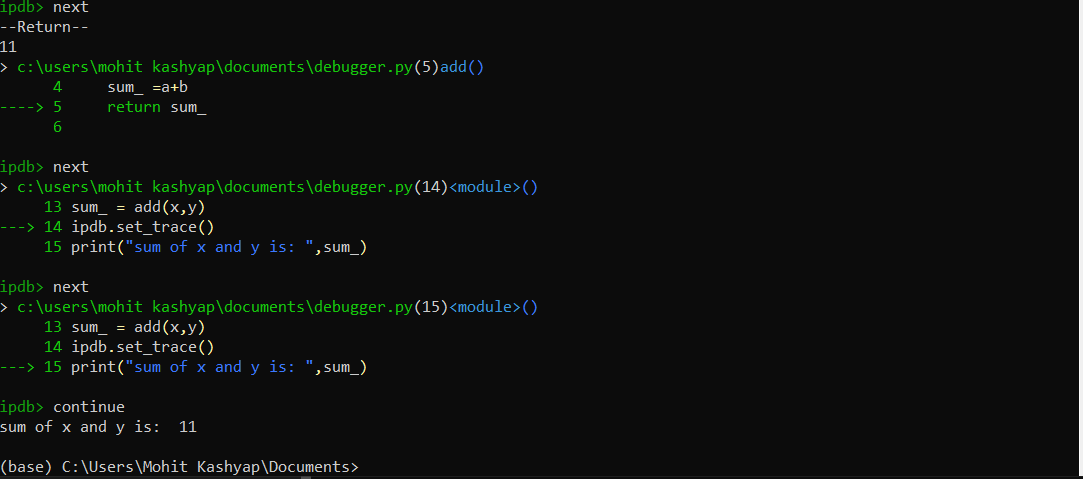 ipdb> next
--Return--
11
> c:\users\mohit kashyap\documents\debugger.py(5)add()
      4     sum_ =a+b
----> 5     return sum_
      6

ipdb> next
> c:\users\mohit kashyap\documents\debugger.py(14)<module>()
     13 sum_ = add(x,y)
---> 14 ipdb.set_trace()
     15 print("sum of x and y is: ",sum_)

ipdb> next
> c:\users\mohit kashyap\documents\debugger.py(15)<module>()
     13 sum_ = add(x,y)
     14 ipdb.set_trace()
---> 15 print("sum of x and y is: ",sum_)

ipdb> continue
sum of x and y is:  11

(base) C:\Users\Mohit Kashyap\Documents>